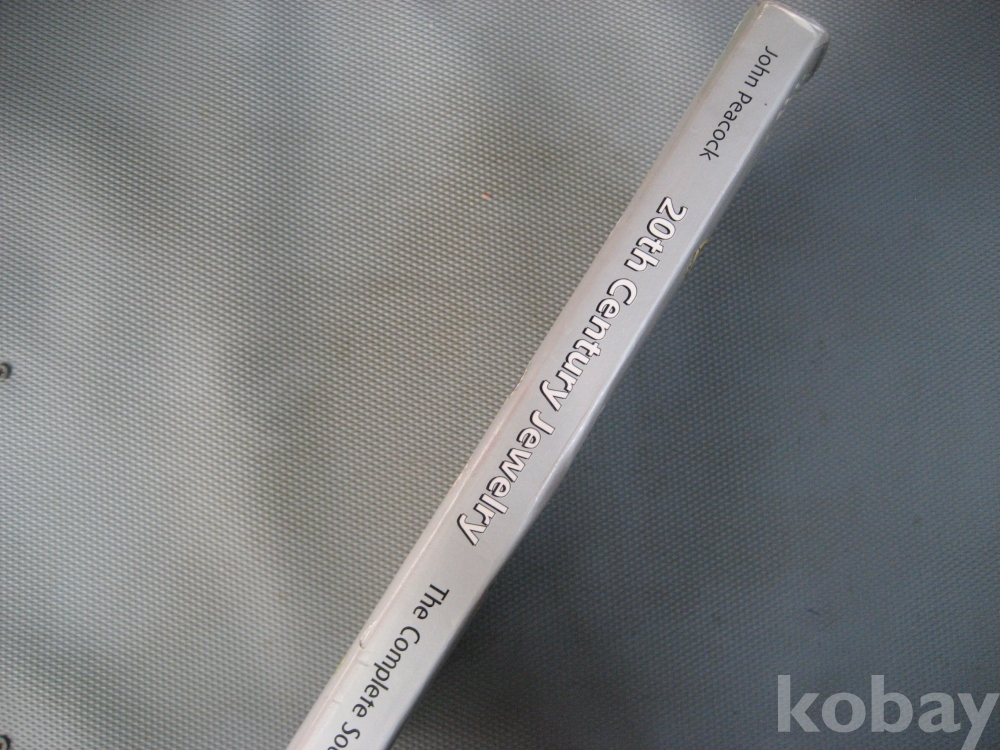 John Peacock
20th Century Jewelry
The Complete
kobay